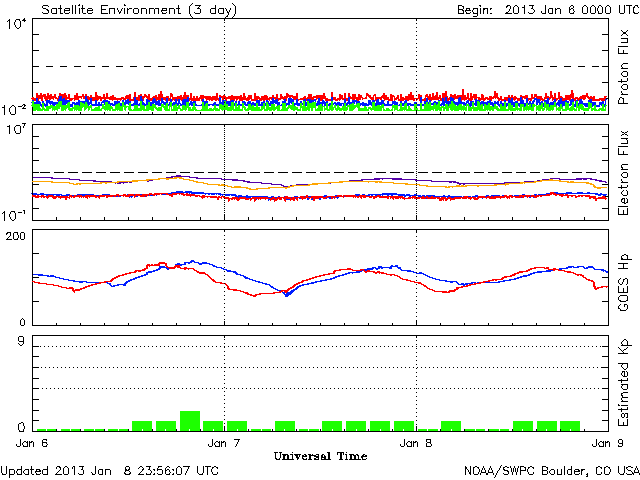 Satellite Environment (3 day)
Begin: 2013 Jan 6 0000 UTC
10^4
10^-2
Proton Flux
10^7
10^-1
Electron Flux
200
0
GOES Hp
9
0
Estimated Kp
Jan 6 Jan 7 Jan 8 Jan 9
Universal Time
Updated 2013 Jan 8 23:56:07 UTC
NOAA/SWPC Boulder, CO USA